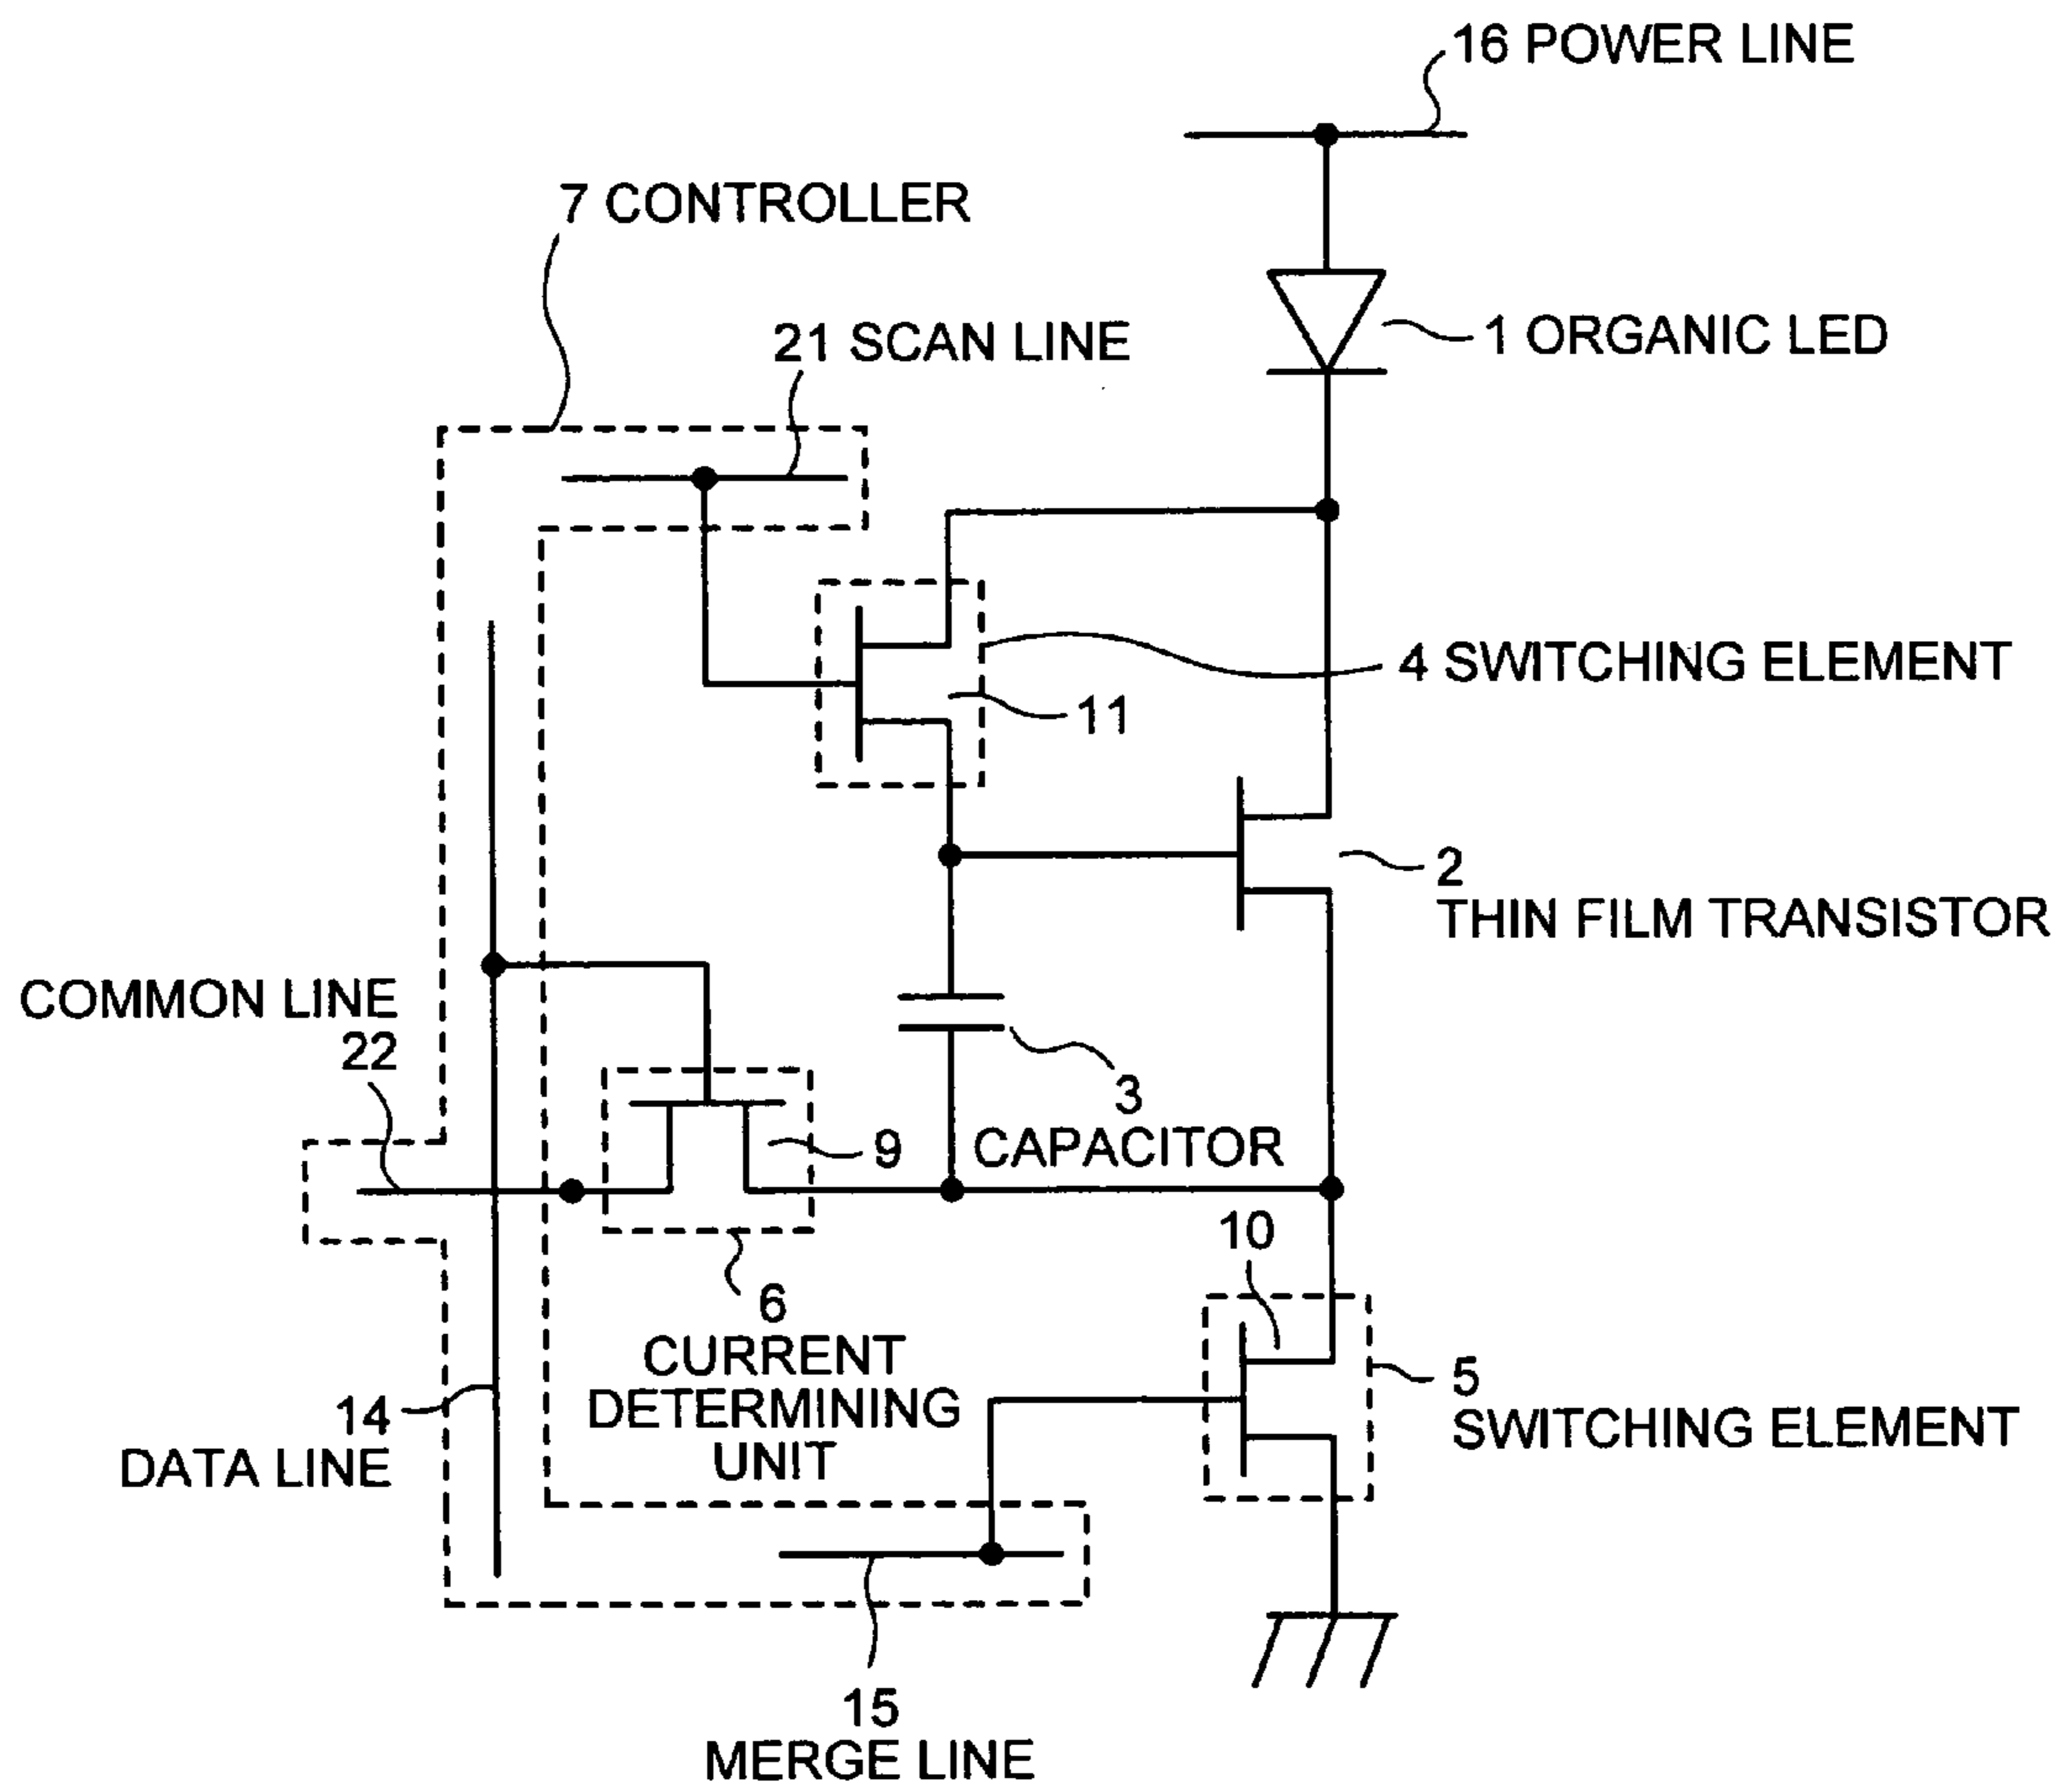 16 POWER LINE
7 CONTROLLER
21 SCAN LINE
1 ORGANIC LED
4 SWITCHING ELEMENT
11
2
THIN FILM TRANSISTOR
COMMON LINE
22
3
CAPACITOR
9
10
6
CURRENT
DETERMINING
UNIT
5
SWITCHING ELEMENT
14
DATA LINE
15
MERGE LINE